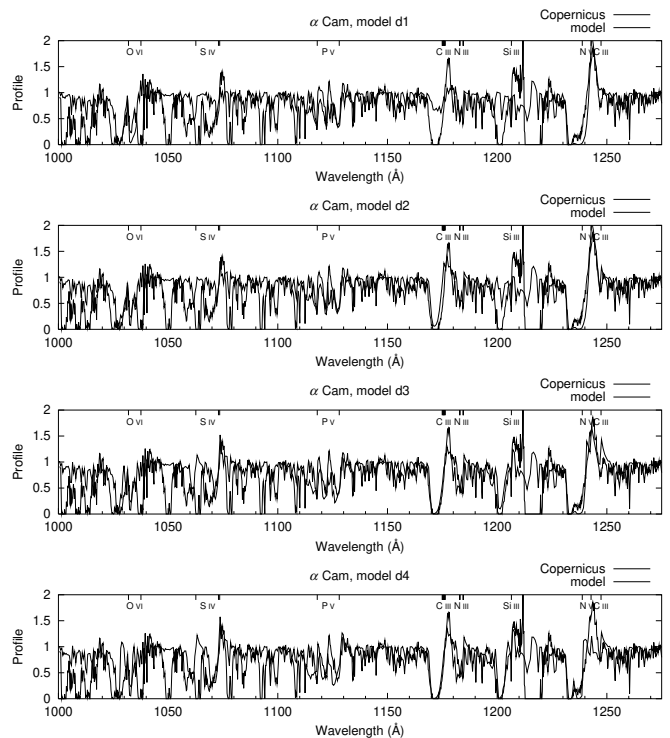 α Cam, model d1
Copernicus
model
2
1.5
1
0.5
0
Profile
O VI
S IV
P V
C III
N III
Si III
N V
C III
1000
1050
1100
1150
1200
1250
Wavelength (Å)
α Cam, model d2
Copernicus
model
2
1.5
1
0.5
0
Profile
O VI
S IV
P V
C III
N III
Si III
N V
C III
1000
1050
1100
1150
1200
1250
Wavelength (Å)
α Cam, model d3
Copernicus
model
2
1.5
1
0.5
0
Profile
O VI
S IV
P V
C III
N III
Si III
N V
C III
1000
1050
1100
1150
1200
1250
Wavelength (Å)
α Cam, model d4
Copernicus
model
2
1.5
1
0.5
0
Profile
O VI
S IV
P V
C III
N III
Si III
N V
C III
1000
1050
1100
1150
1200
1250
Wavelength (Å)